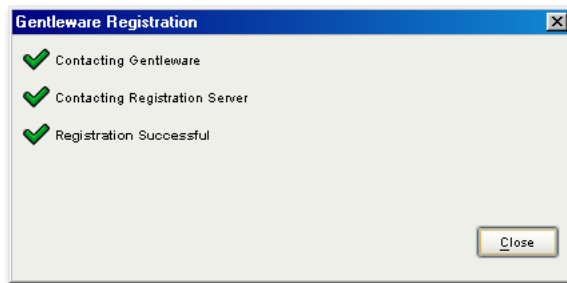 Gentleware Registration
Contacting Gentleware
Contacting Registration Server
Registration Successful
Close